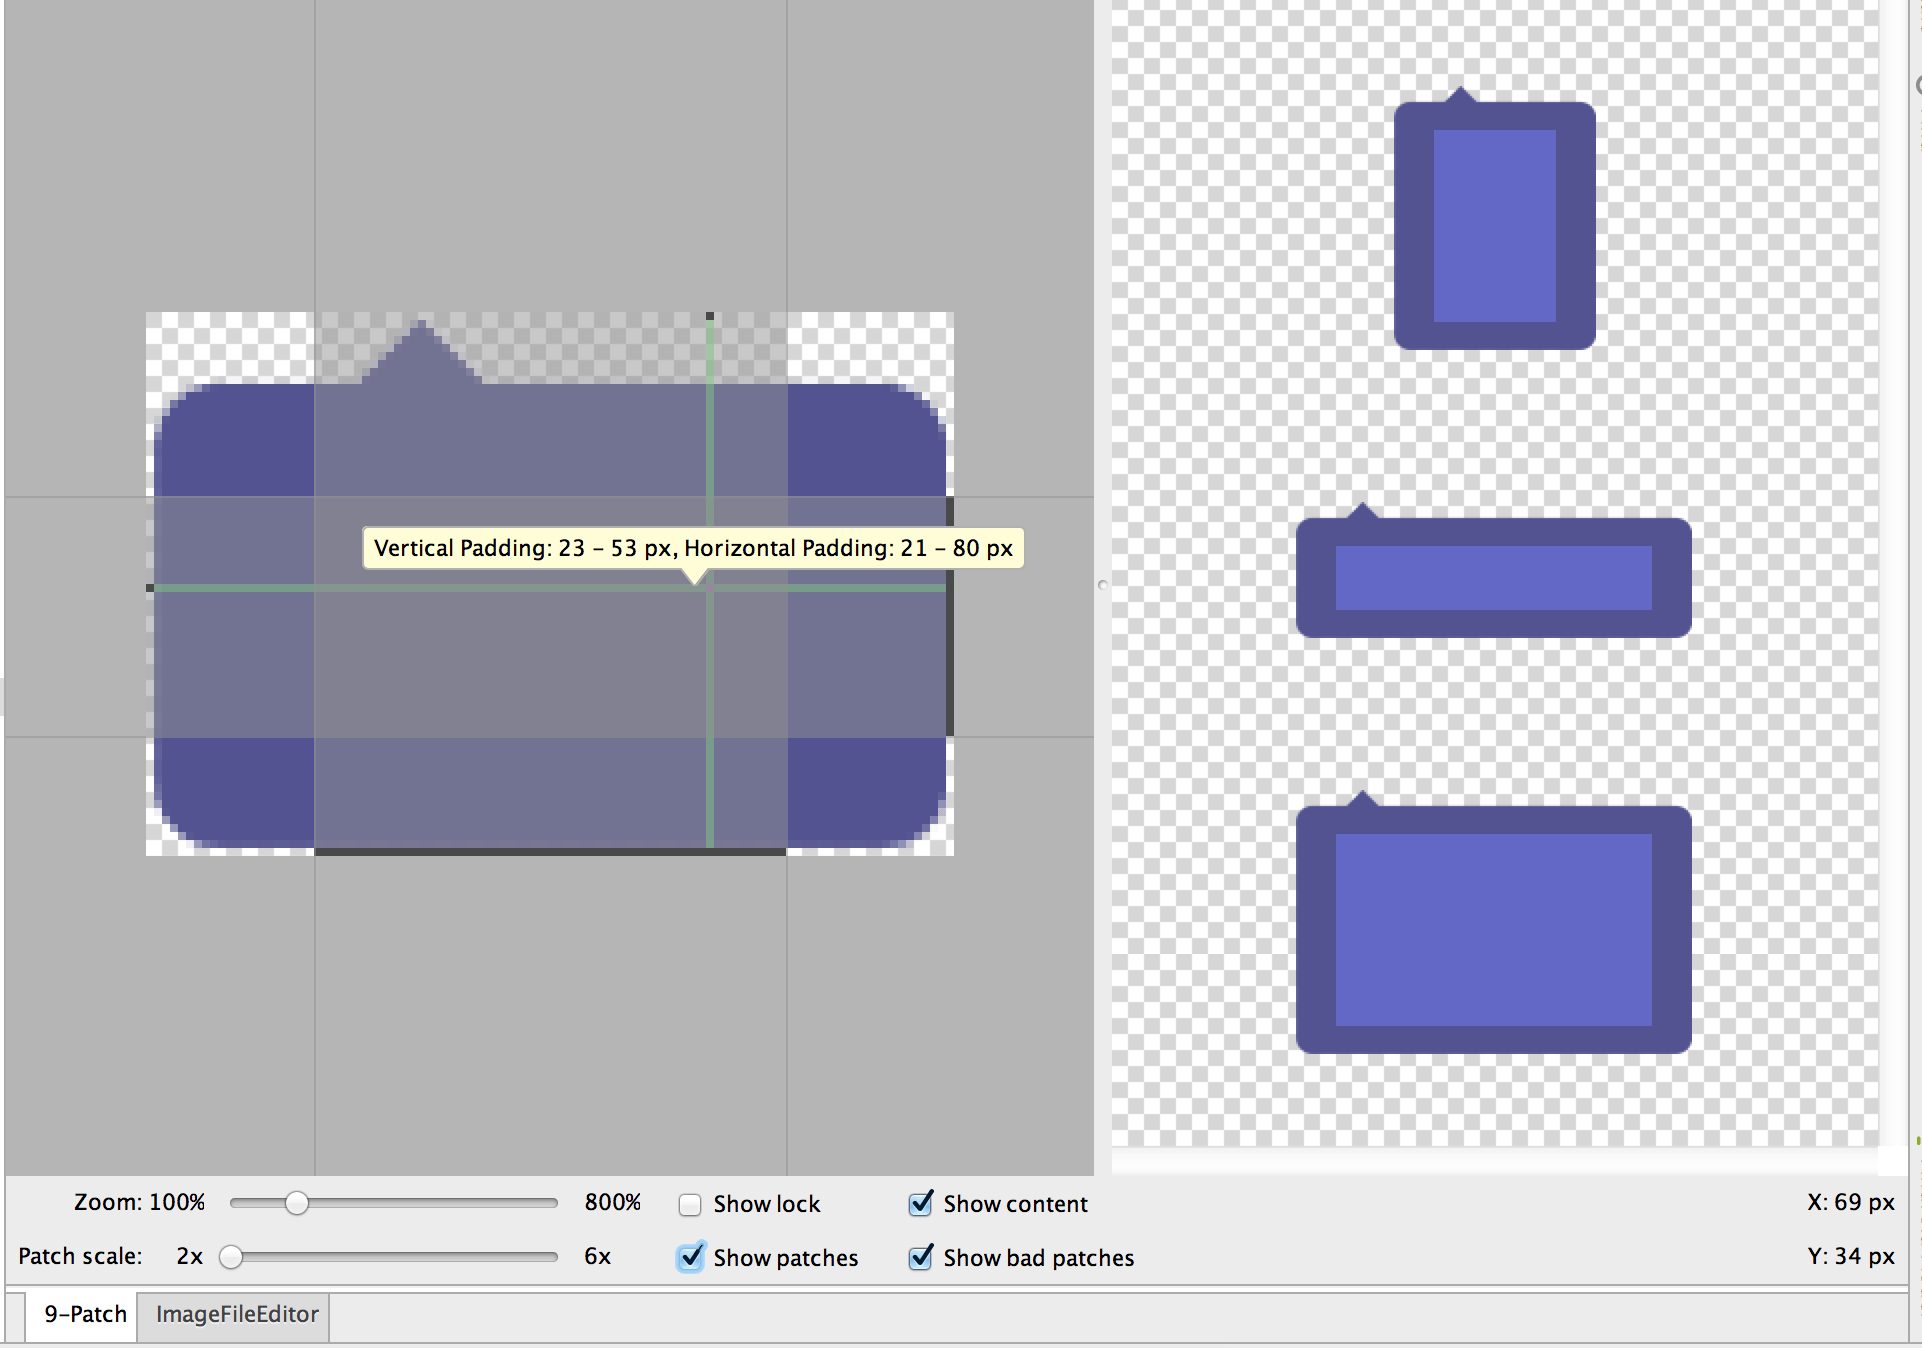 Vertical Padding: 23 – 53 px, Horizontal Padding: 21 – 80 px
Zoom: 100% 800% Show lock Show content X: 69 px
Patch scale: 2x 6x Show patches Show bad patches Y: 34 px
9-Patch ImageFileEditor